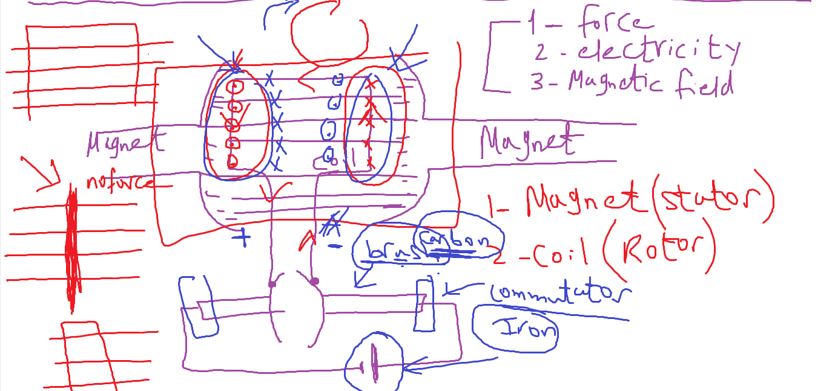 1- force
2- electricity
3- Magnetic field
Magnet
Magnet
noforce
coil
+
-
1- Magnet (stator)
2-Coil (Rotor)
brush
Carbon
commutator
Iron